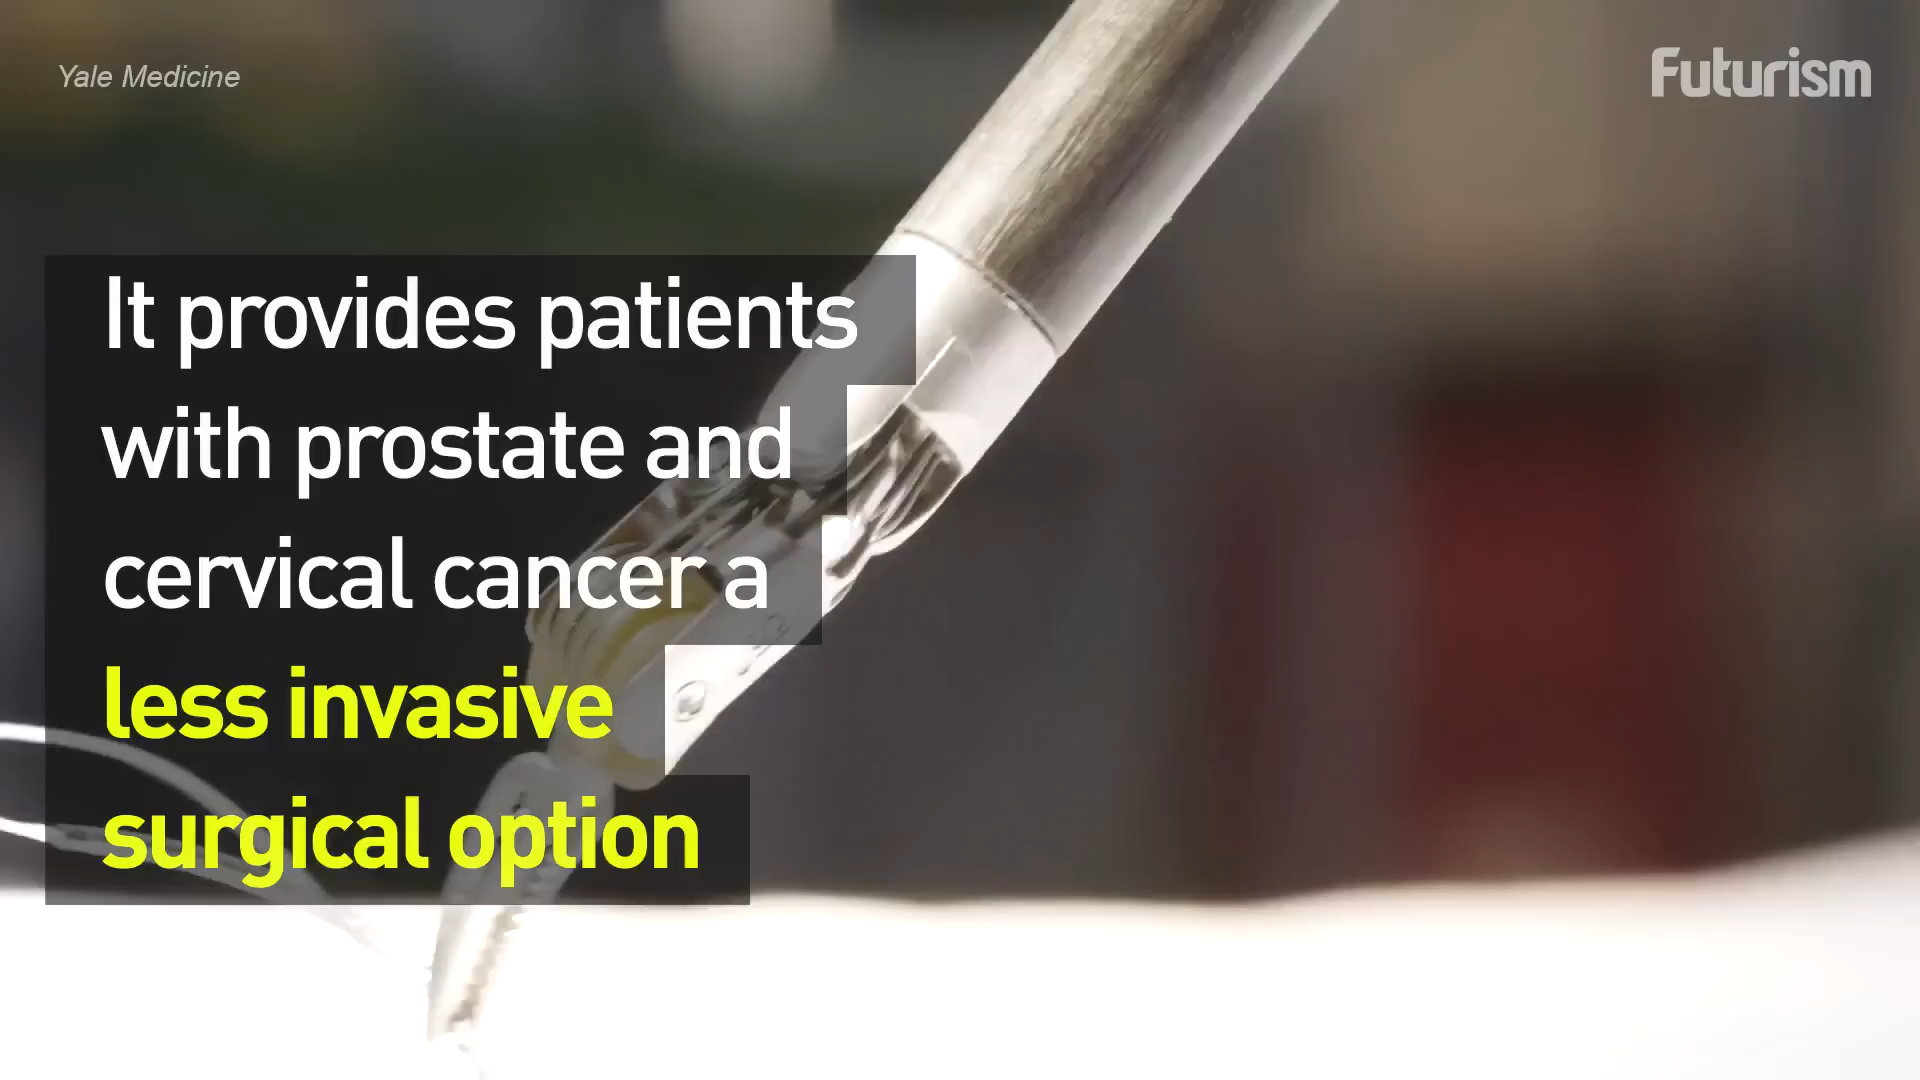 Yale Medicine
Futurism
It provides patients
with prostate and
cervical cancer a
less invasive
surgical option